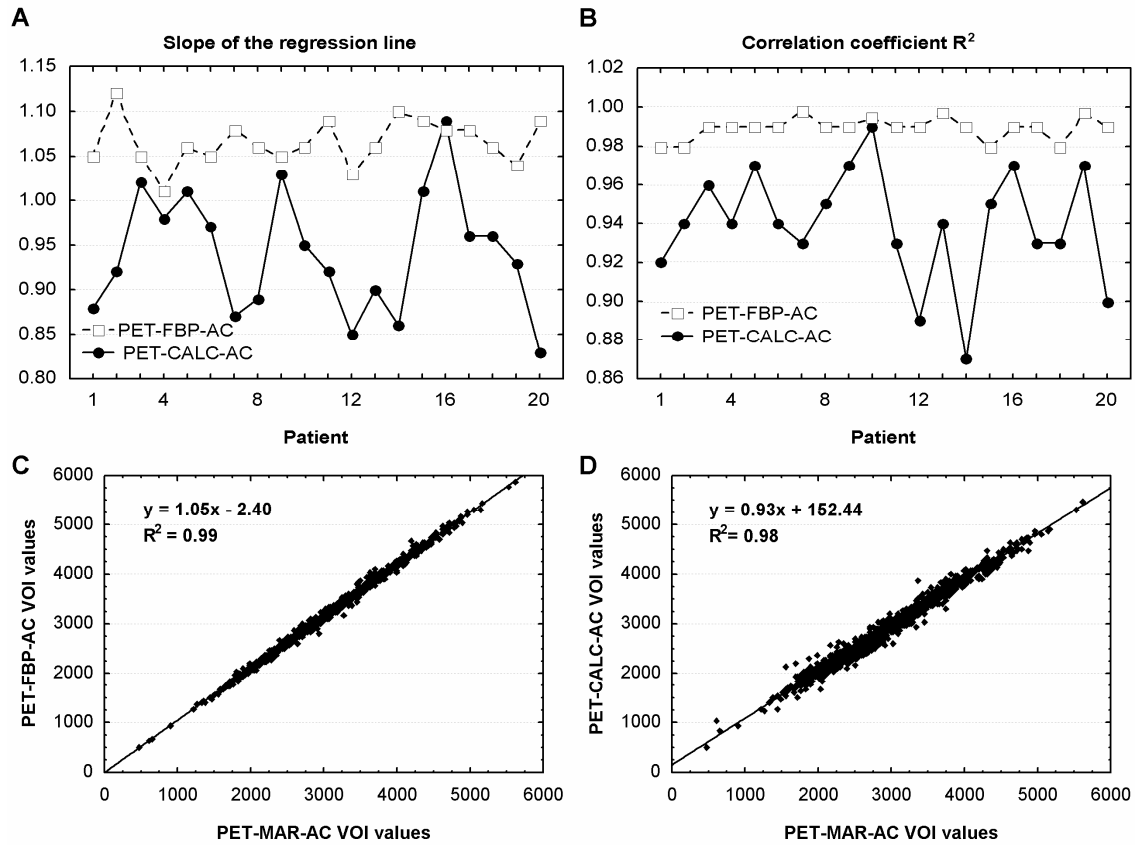 A
Slope of the regression line
1.15
1.10
1.05
1.00
0.95
0.90
0.85
0.80
PET-FBP-AC
PET-CALC-AC
1 4 8 12 16 20
Patient
B
Correlation coefficient R²
1.02
1.00
0.98
0.96
0.94
0.92
0.90
0.88
0.86
PET-FBP-AC
PET-CALC-AC
1 4 8 12 16 20
Patient
C
6000
5000
4000
3000
2000
1000
0
PET-FBP-AC VOI values
y = 1.05x - 2.40
R² = 0.99
0 1000 2000 3000 4000 5000 6000
PET-MAR-AC VOI values
D
6000
5000
4000
3000
2000
1000
0
PET-CALC-AC VOI values
y = 0.93x + 152.44
R²= 0.98
0 1000 2000 3000 4000 5000 6000
PET-MAR-AC VOI values